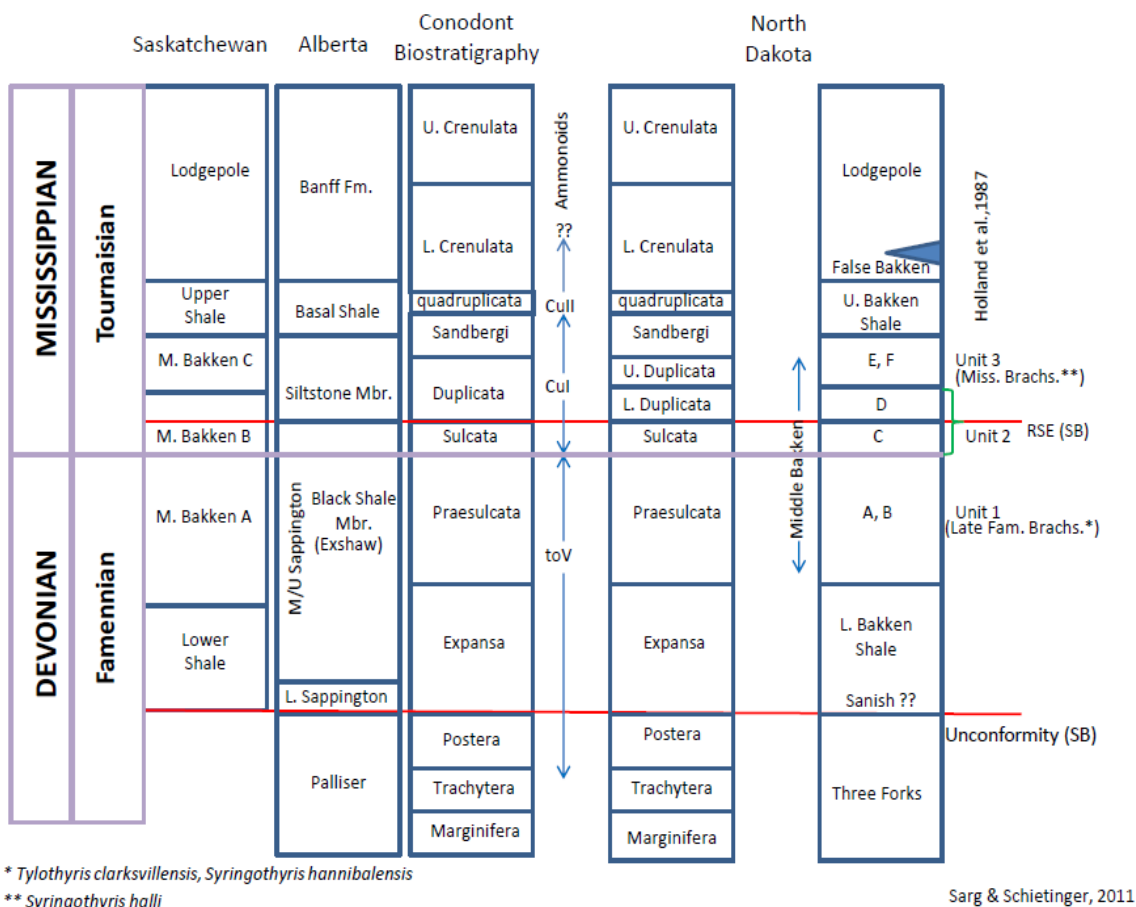 Saskatchewan
Alberta
Conodont
Biostratigraphy
North
Dakota
MISSISSIPPIAN
Tournaisian
DEVONIAN
Famennian
Lodgepole
Upper
Shale
M. Bakken C
M. Bakken B
M. Bakken A
Lower
Shale
Banff Fm.
Basal Shale
Siltstone Mbr.
M/U Sappington
Black Shale
Mbr.
(Exshaw)
L. Sappington
Palliser
U. Crenulata
L. Crenulata
quadruplicata
Sandbergi
Duplicata
Sulcata
Praesulcata
Expansa
Postera
Trachytera
Marginifera
Ammonoids
??
CuII
CuI
toV
U. Crenulata
L. Crenulata
quadruplicata
Sandbergi
U. Duplicata
L. Duplicata
Sulcata
Praesulcata
Expansa
Postera
Trachytera
Marginifera
Middle Bakken
Lodgepole
False Bakken
U. Bakken
Shale
E, F
D
C
A, B
L. Bakken
Shale
Sanish ??
Three Forks
Holland et al.,1987
Unit 3
(Miss. Brachs.**)
Unit 2
RSE (SB)
Unit 1
(Late Fam. Brachs.*)
Unconformity (SB)
* Tylothyris clarksvillensis, Syringothyris hannibalensis
** Syringothyris halli
Sarg & Schietinger, 2011